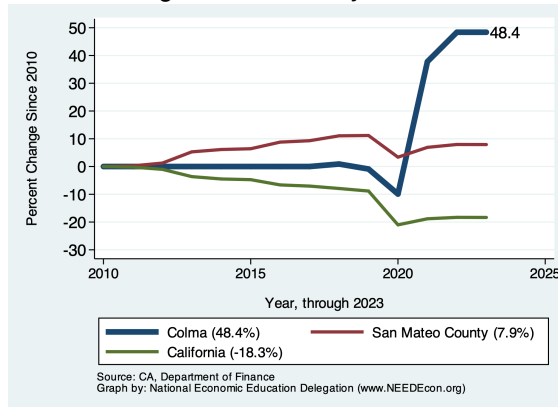 50
40
30
20
10
0
-10
-20
-30
Percent Change Since 2010
48.4
2010
2015
2020
2025
Year, through 2023
Colma (48.4%)
San Mateo County (7.9%)
California (-18.3%)
Source: CA, Department of Finance
Graph by: National Economic Education Delegation (www.NEEDEcon.org)